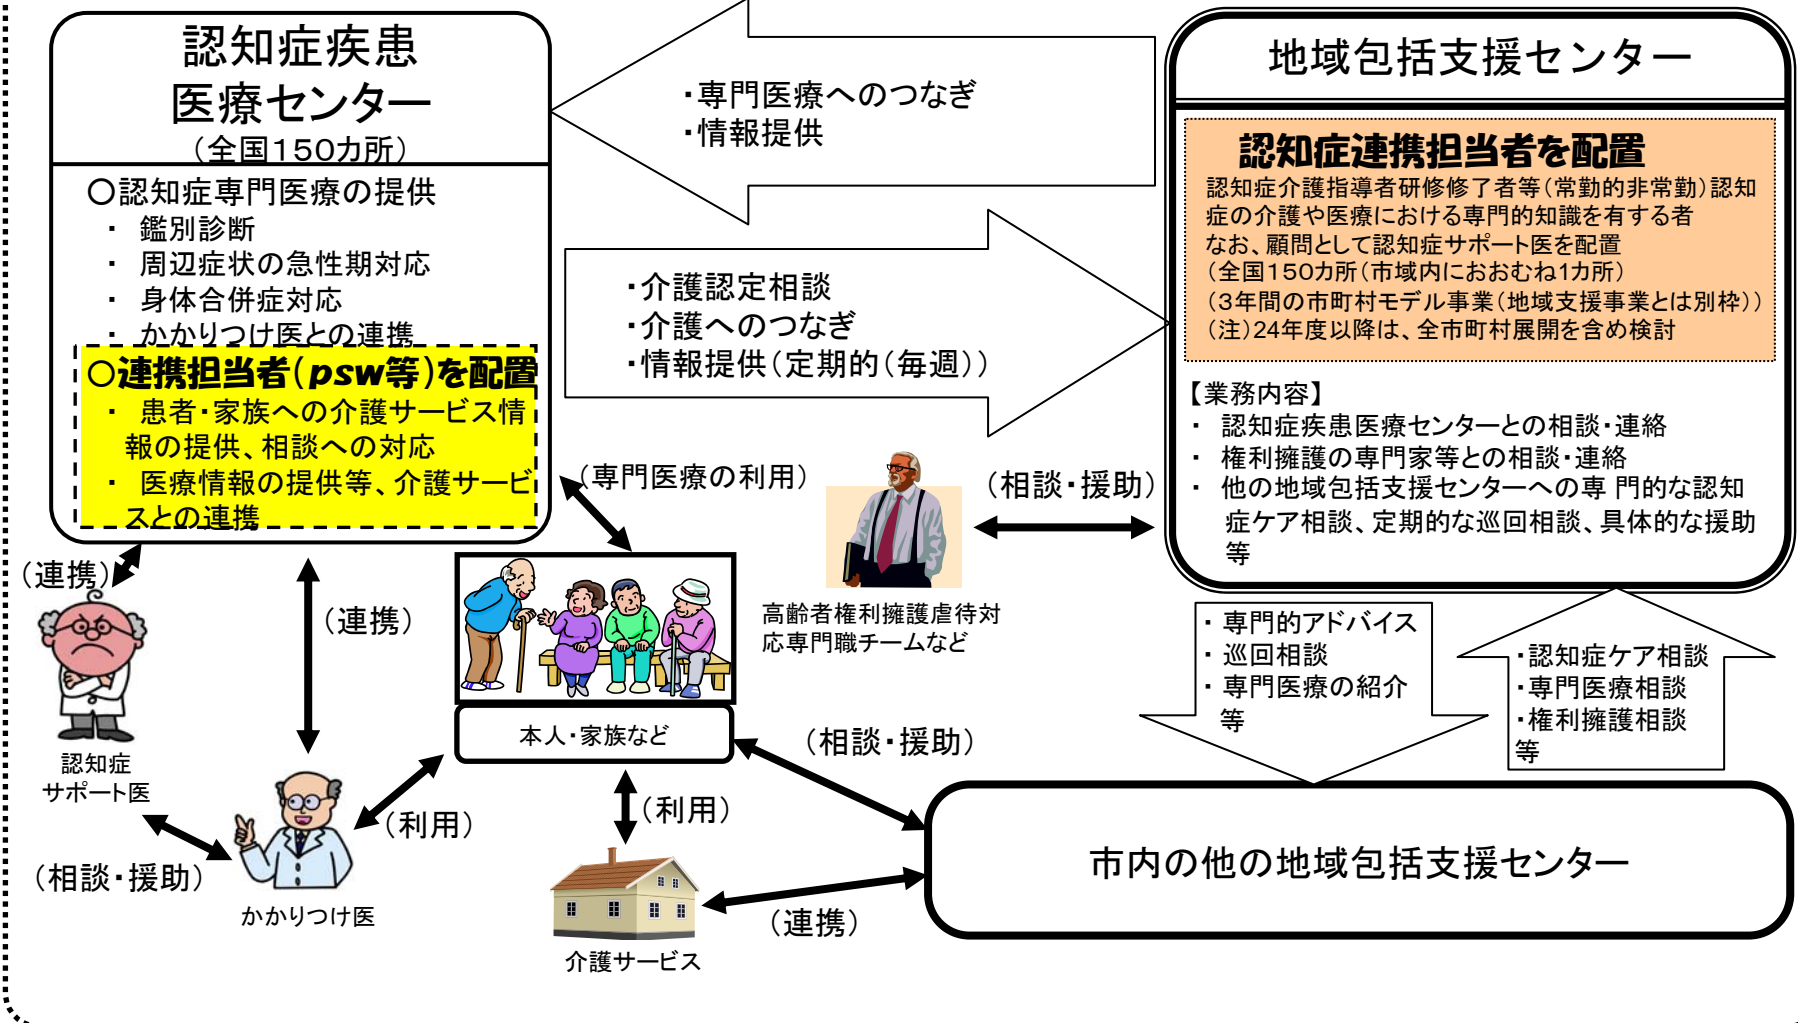 認知症疾患
医療センター
（全国150カ所）
○認知症専門医療の提供
・ 鑑別診断
・ 周辺症状の急性期対応
・ 身体合併症対応
・ かかりつけ医との連携
○連携担当者（psw等）を配置
・ 患者・家族への介護サービス情
報の提供、相談への対応
・ 医療情報の提供等、介護サービ
スとの連携
・専門医療へのつなぎ
・情報提供
・介護認定相談
・介護へのつなぎ
・情報提供（定期的（毎週））
地域包括支援センター
認知症連携担当者を配置
認知症介護指導者研修修了者等（常勤的非常勤）認知
症の介護や医療における専門的知識を有する者
なお、顧問として認知症サポート医を配置
（全国150カ所（市域内におおむね1カ所）
（3年間の市町村モデル事業（地域支援事業とは別枠））
（注）24年度以降は、全市町村展開を含め検討
【業務内容】
・ 認知症疾患医療センターとの相談・連絡
・ 権利擁護の専門家等との相談・連絡
・ 他の地域包括支援センターへの専 門的な認知
症ケア相談、定期的な巡回相談、具体的な援助
等
（専門医療の利用）
（相談・援助）
高齢者権利擁護虐待対
応専門職チームなど
（連携）
（連携）
認知症
サポート医
本人・家族など
・ 専門的アドバイス
・ 巡回相談
・ 専門医療の紹介
等
・認知症ケア相談
・専門医療相談
・権利擁護相談
等
（相談・援助）
（利用）
（利用）
（相談・援助）
かかりつけ医
介護サービス
（連携）
市内の他の地域包括支援センター